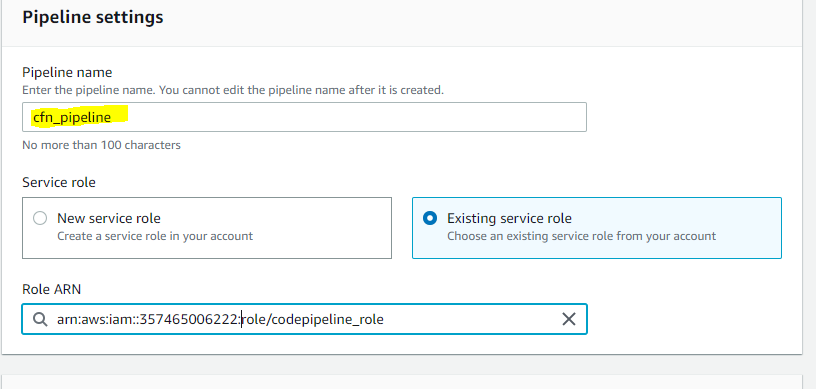 Pipeline settings
Pipeline name
Enter the pipeline name. You cannot edit the pipeline name after it is created.
cfn_pipeline
No more than 100 characters
Service role
New service role
Create a service role in your account
Existing service role
Choose an existing service role from your account
Role ARN
arn:aws:iam::357465006222:role/codepipeline_role